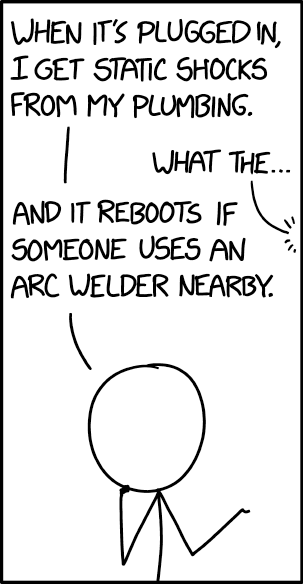 WHEN IT'S PLUGGED IN,
I GET STATIC SHOCKS
FROM MY PLUMBING.
WHAT THE...
AND IT REBOOTS IF
SOMEONE USES AN
ARC WELDER NEARBY.